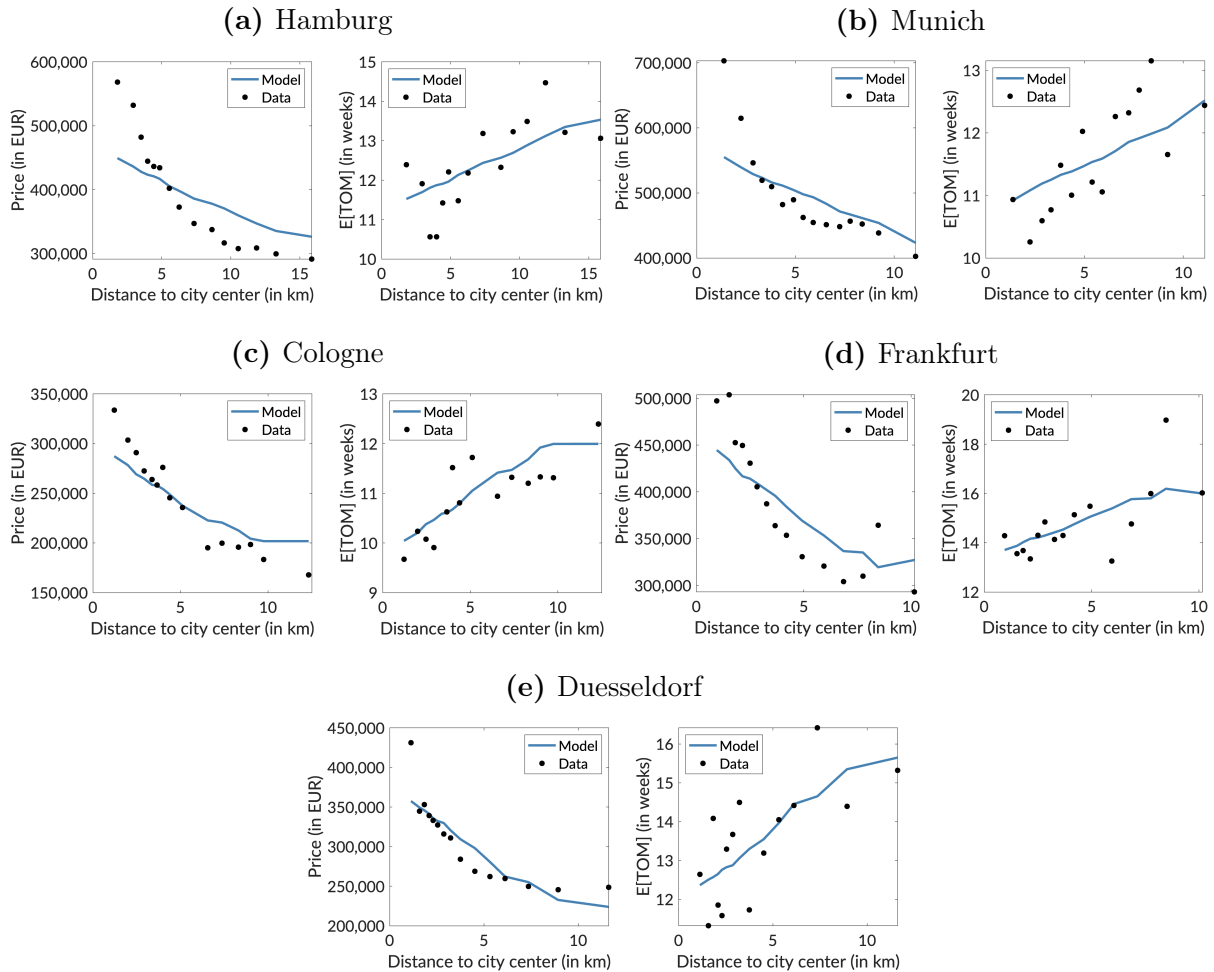 (a) Hamburg
600,000
500,000
400,000
300,000
0 5 10 15
Price (in EUR)
Distance to city center (in km)
Model
Data
15
14
13
12
11
10
0 5 10 15
E[TOM] (in weeks)
Distance to city center (in km)
Model
Data
(b) Munich
700,000
600,000
500,000
400,000
0 5 10
Price (in EUR)
Distance to city center (in km)
Model
Data
13
12
11
10
0 5 10
E[TOM] (in weeks)
Distance to city center (in km)
Model
Data
(c) Cologne
350,000
300,000
250,000
200,000
150,000
0 5 10
Price (in EUR)
Distance to city center (in km)
Model
Data
13
12
11
10
9
0 5 10
E[TOM] (in weeks)
Distance to city center (in km)
Model
Data
(d) Frankfurt
500,000
450,000
400,000
350,000
300,000
0 5 10
Price (in EUR)
Distance to city center (in km)
Model
Data
20
18
16
14
12
0 5 10
E[TOM] (in weeks)
Distance to city center (in km)
Model
Data
(e) Duesseldorf
450,000
400,000
350,000
300,000
250,000
200,000
0 5 10
Price (in EUR)
Distance to city center (in km)
Model
Data
16
15
14
13
12
0 5 10
E[TOM] (in weeks)
Distance to city center (in km)
Model
Data